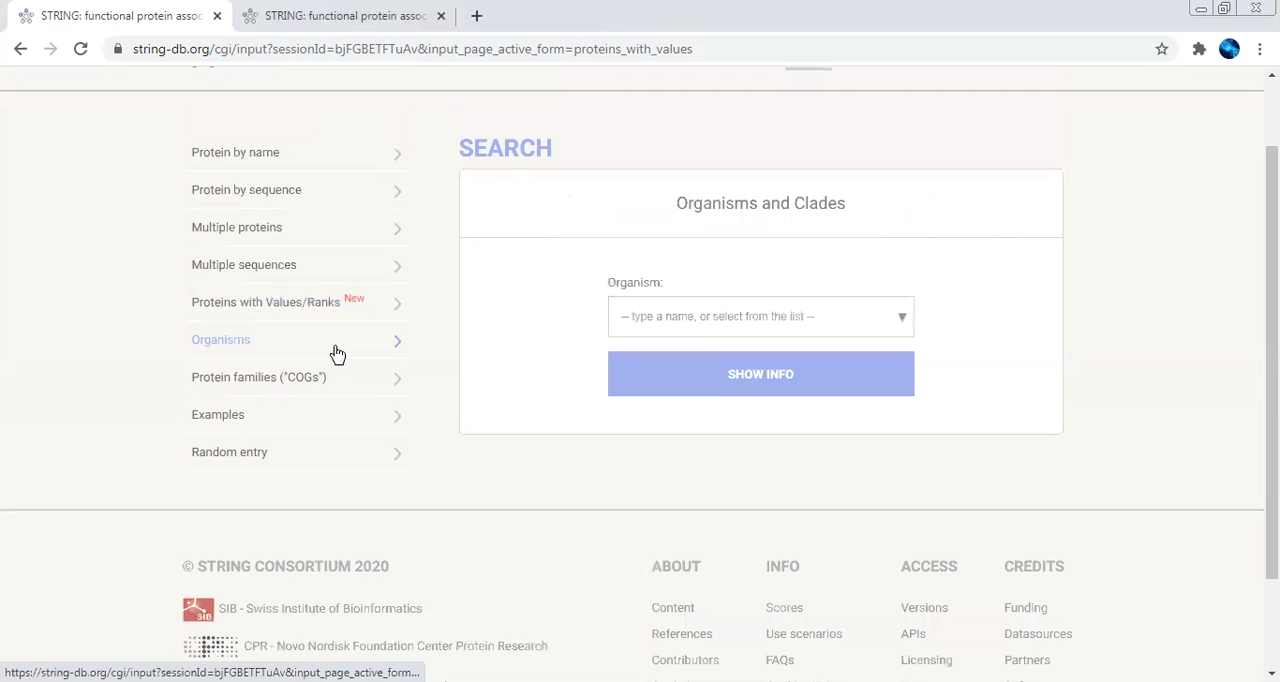 STRING: functional protein assoc
STRING: functional protein assoc
string-db.org/cgi/input?sessionId=bjFGBETFTuAv&input_page_active_form=proteins_with_values
Protein by name
Protein by sequence
Multiple proteins
Multiple sequences
Proteins with Values/Ranks New
Organisms
Protein families ("COGs")
Examples
Random entry
SEARCH
Organisms and Clades
Organism:
-- type a name, or select from the list --
SHOW INFO
© STRING CONSORTIUM 2020
SIB - Swiss Institute of Bioinformatics
CPR - Novo Nordisk Foundation Center Protein Research
ABOUT
Content
References
Contributors
INFO
Scores
Use scenarios
FAQs
ACCESS
Versions
APIs
Licensing
CREDITS
Funding
Datasources
Partners
https://string-db.org/cgi/input?sessionId=bjFGBETFTuAv&input_page_active_form...